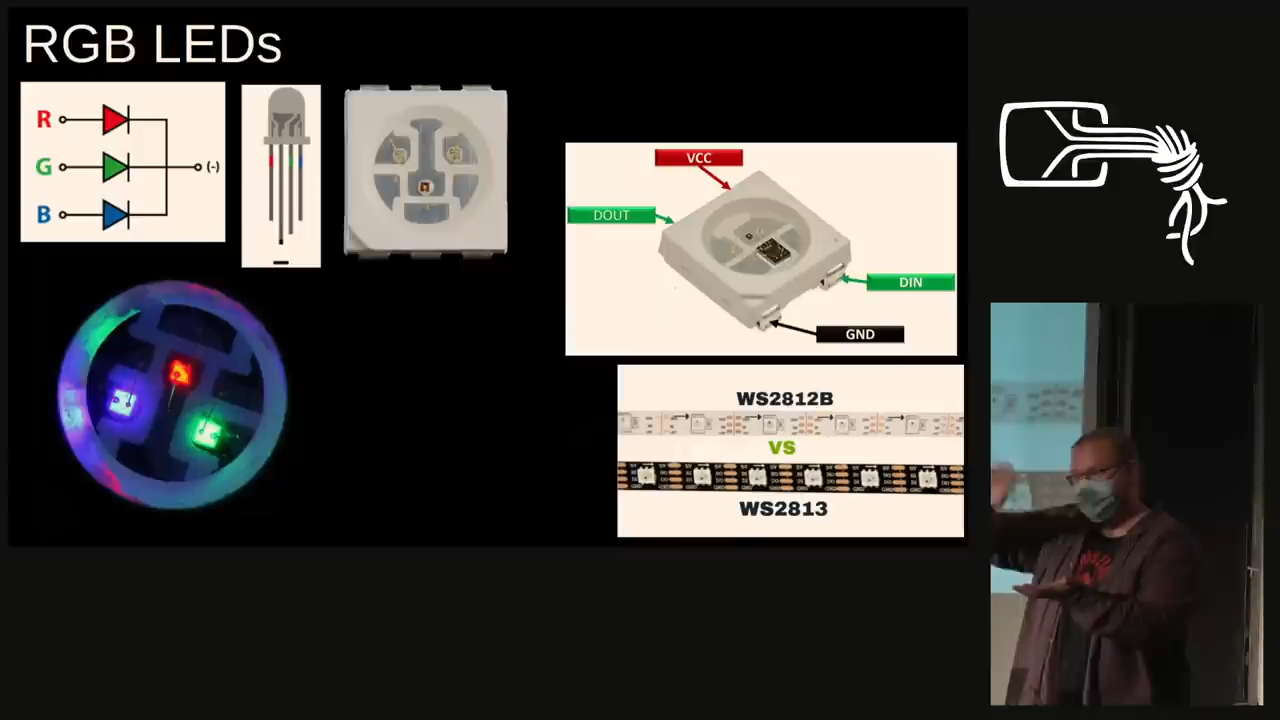 RGB LEDs
R
G
(-)
B
VCC
DOUT
DIN
GND
WS2812B
VS
WS2813